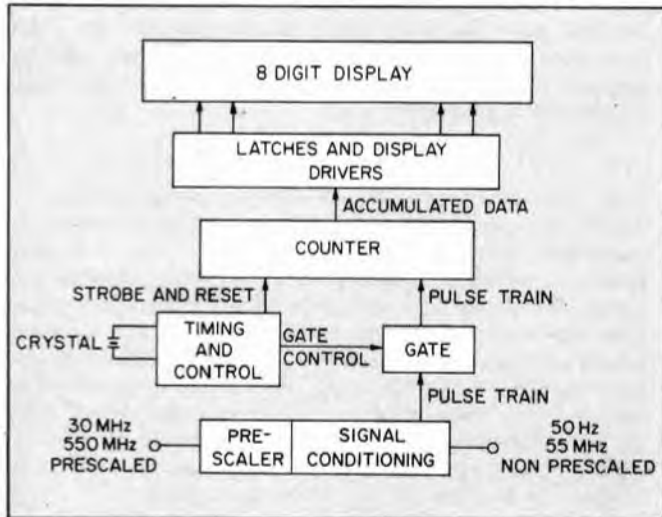 8 DIGIT DISPLAY
LATCHES AND DISPLAY
DRIVERS
ACCUMULATED DATA
COUNTER
STROBE AND RESET
PULSE TRAIN
CRYSTAL
TIMING
AND
CONTROL
GATE
CONTROL
GATE
PULSE TRAIN
30 MHz
550 MHz
PRESCALED
PRE-
SCALER
SIGNAL
CONDITIONING
50 Hz
55 MHz
NON PRESCALED